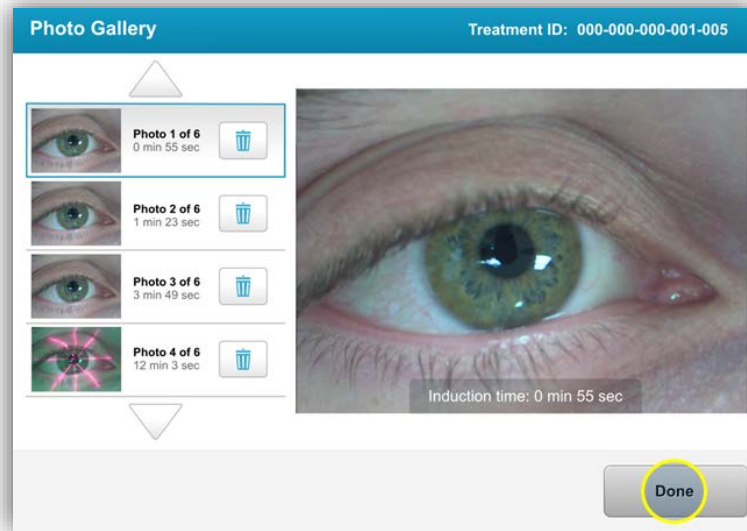 Photo Gallery
Treatment ID: 000-000-000-001-005
Photo 1 of 6
0 min 55 sec
Photo 2 of 6
1 min 23 sec
Photo 3 of 6
3 min 49 sec
Photo 4 of 6
12 min 3 sec
Induction time: 0 min 55 sec
Done